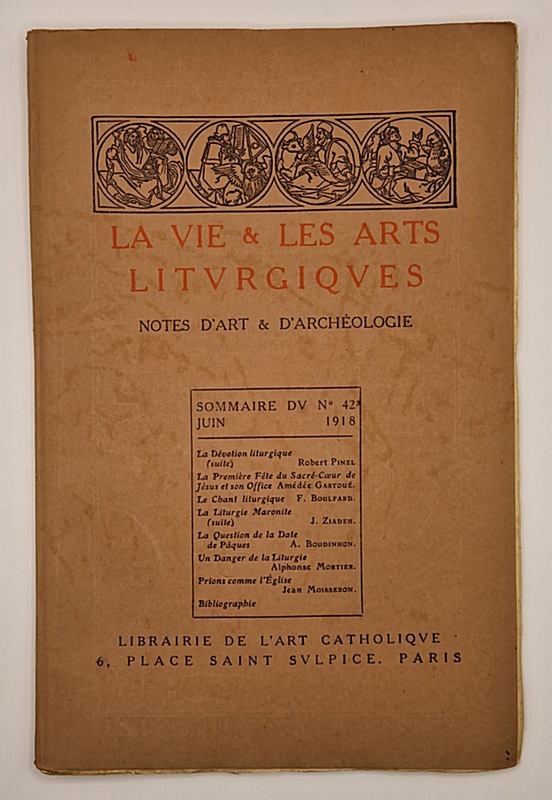 LA VIE & LES ARTS
LITVRGIQVES
NOTES D'ART & D'ARCHÉOLOGIE
SOMMAIRE DV Nº 42
JUIN 1918
La Dévotion liturgique
(suite) Robert PINEL
La Première Fête du Sacré-Cœur de
Jésus et son Office Amédée GASTOUÉ.
Le Chant liturgique F. BOULFARD.
La Liturgie Maronite
(suite) J. ZIADEH.
La Question de la Date
de Pâques A. BOUDINHON.
Un Danger de la Liturgie
Alphonse MORTIER.
Prions comme l'Église
Jean MOISSERON.
Bibliographie
LIBRAIRIE DE L'ART CATHOLIQVE
6, PLACE SAINT SVLPICE. PARIS